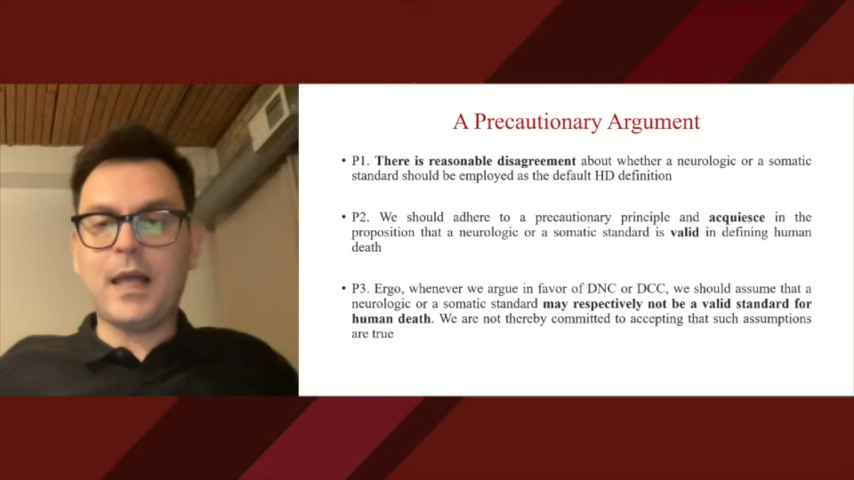 A Precautionary Argument
• P1. There is reasonable disagreement about whether a neurologic or a somatic
standard should be employed as the default HD definition
• P2. We should adhere to a precautionary principle and acquiesce in the
proposition that a neurologic or a somatic standard is valid in defining human
death
• P3. Ergo, whenever we argue in favor of DNC or DCC, we should assume that a
neurologic or a somatic standard may respectively not be a valid standard for
human death. We are not thereby committed to accepting that such assumptions
are true